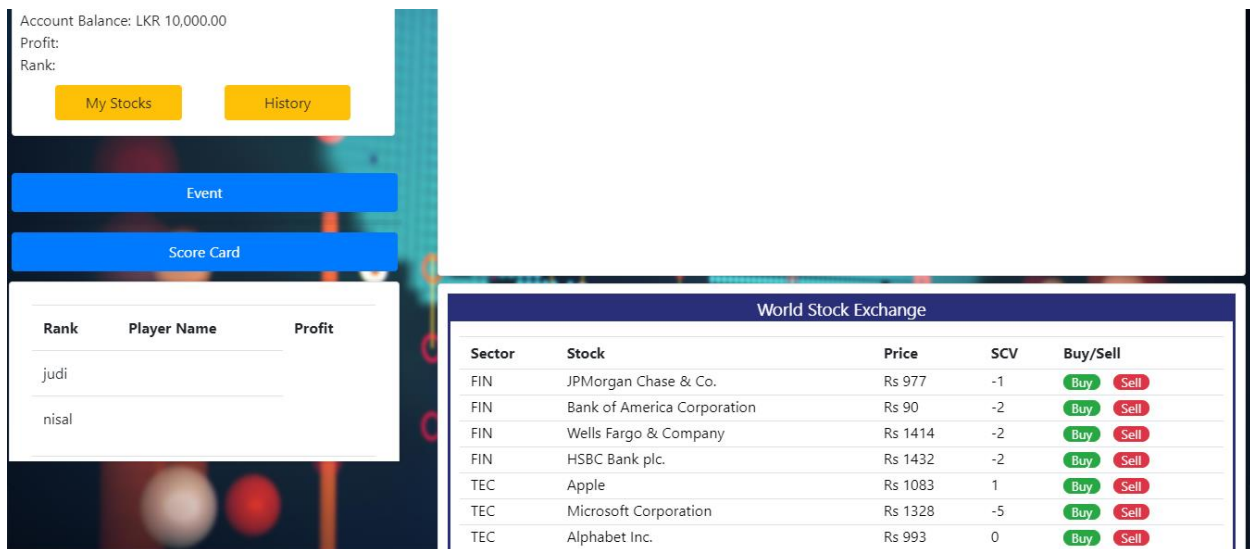 Account Balance: LKR 10,000.00
Profit:
Rank:
My Stocks History
Event
Score Card
Rank Player Name Profit
judi
nisal
World Stock Exchange
Sector Stock Price SCV Buy/Sell
FIN JPMorgan Chase & Co. Rs 977 -1 Buy Sell
FIN Bank of America Corporation Rs 90 -2 Buy Sell
FIN Wells Fargo & Company Rs 1414 -2 Buy Sell
FIN HSBC Bank plc. Rs 1432 -2 Buy Sell
TEC Apple Rs 1083 1 Buy Sell
TEC Microsoft Corporation Rs 1328 -5 Buy Sell
TEC Alphabet Inc. Rs 993 0 Buy Sell